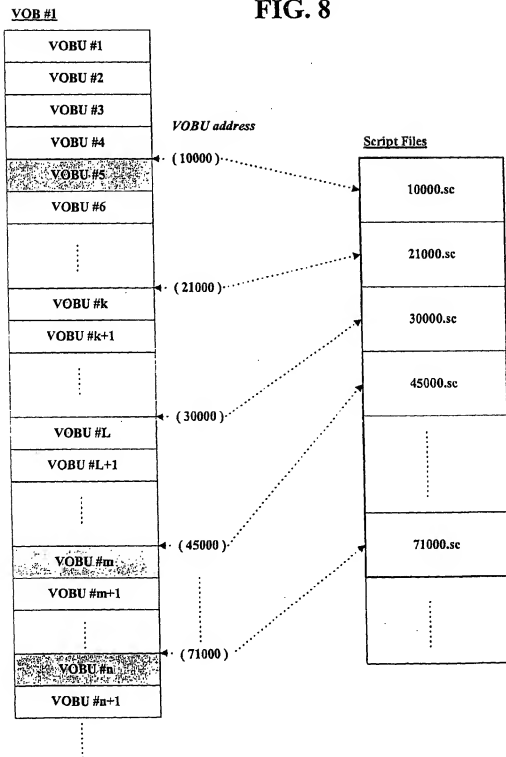 FIG. 8
VOB #1
VOBU #1
VOBU #2
VOBU #3
VOBU #4
VOBU #5
VOBU #6
VOBU #k
VOBU #k+1
VOBU #L
VOBU #L+1
VOBU #m
VOBU #m+1
VOBU #n
VOBU #n+1
VOBU address
(10000)
(21000)
(30000)
(45000)
(71000)
Script Files
10000.sc
21000.sc
30000.sc
45000.sc
71000.sc